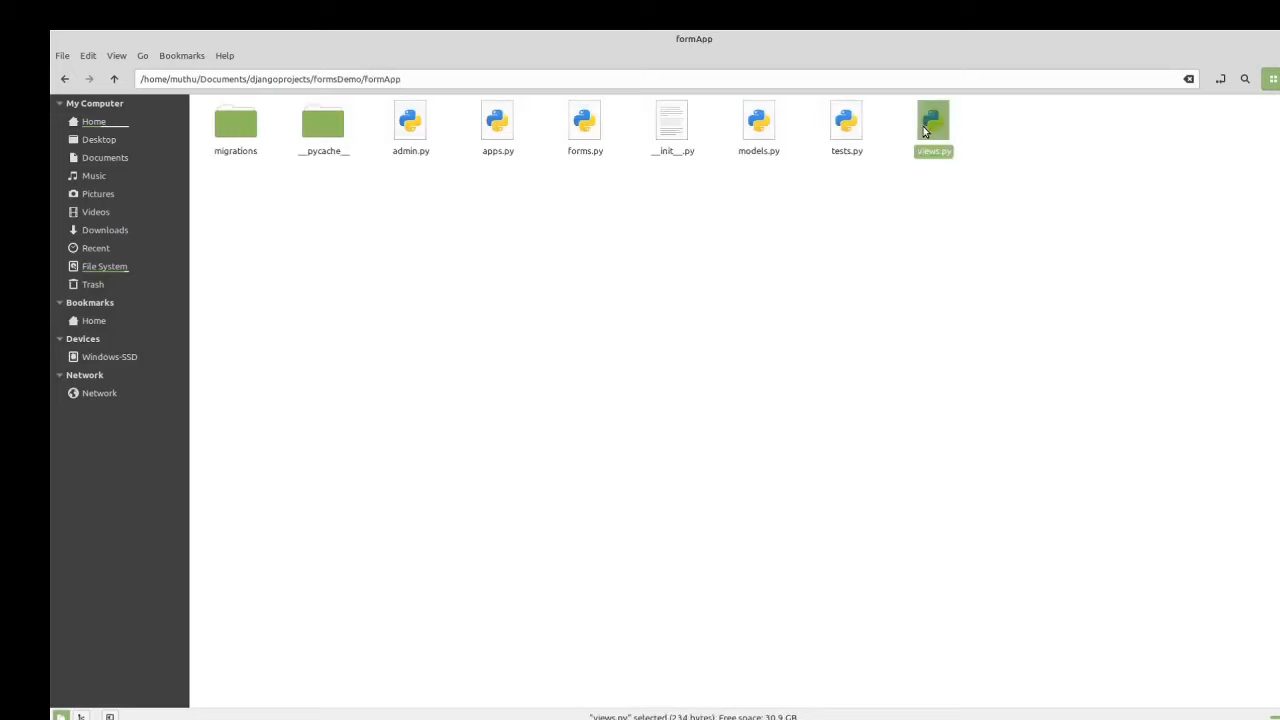 formApp
File Edit View Go Bookmarks Help
/home/muthu/Documents/djangoprojects/formsDemo/formApp
My Computer
Home
Desktop
Documents
Music
Pictures
Videos
Downloads
Recent
File System
Trash
Bookmarks
Home
Devices
Windows-SSD
Network
Network
migrations __pycache__ admin.py apps.py forms.py __init__.py models.py tests.py views.py
"views.py" selected (234 bytes), Free space: 30.9 GB